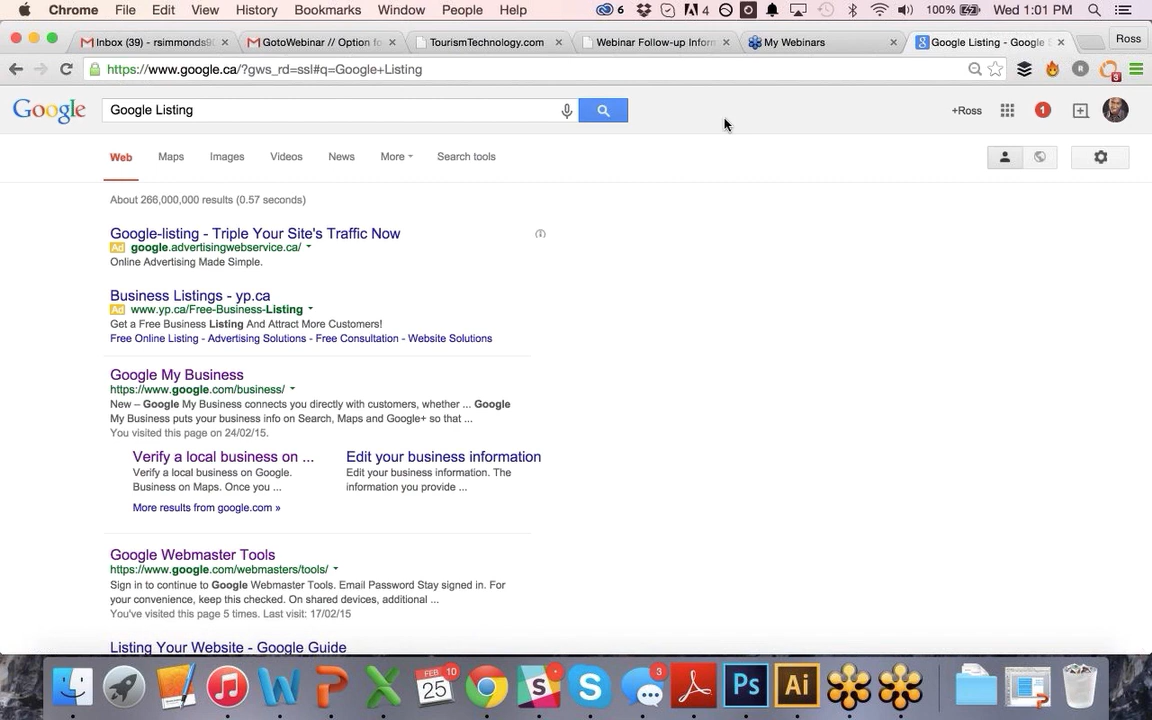 Chrome File Edit View History Bookmarks Window People Help 6 4 100% Wed 1:01 PM
Inbox (39) - rsimmonds9
GotoWebinar // Option fo
TourismTechnology.com
Webinar Follow-up Inform
My Webinars
Google Listing - Google S
Ross
https://www.google.ca/?gws_rd=ssl#q=Google+Listing
R
3
Google
Google Listing
+Ross
1
Web Maps Images Videos News More Search tools
About 266,000,000 results (0.57 seconds)
Google-listing - Triple Your Site's Traffic Now
Ad google.advertisingwebservice.ca/
Online Advertising Made Simple.
Business Listings - yp.ca
Ad www.yp.ca/Free-Business-Listing
Get a Free Business Listing And Attract More Customers!
Free Online Listing - Advertising Solutions - Free Consultation - Website Solutions
Google My Business
https://www.google.com/business/
New – Google My Business connects you directly with customers, whether ... Google
My Business puts your business info on Search, Maps and Google+ so that ...
You visited this page on 24/02/15.
Verify a local business on ...
Verify a local business on Google.
Business on Maps. Once you ...
Edit your business information
Edit your business information. The
information you provide ...
More results from google.com »
Google Webmaster Tools
https://www.google.com/webmasters/tools/
Sign in to continue to Google Webmaster Tools. Email Password Stay signed in. For
your convenience, keep this checked. On shared devices, additional ...
You've visited this page 5 times. Last visit: 17/02/15
Listing Your Website - Google Guide
FEB
25
10
3
Ps
Ai